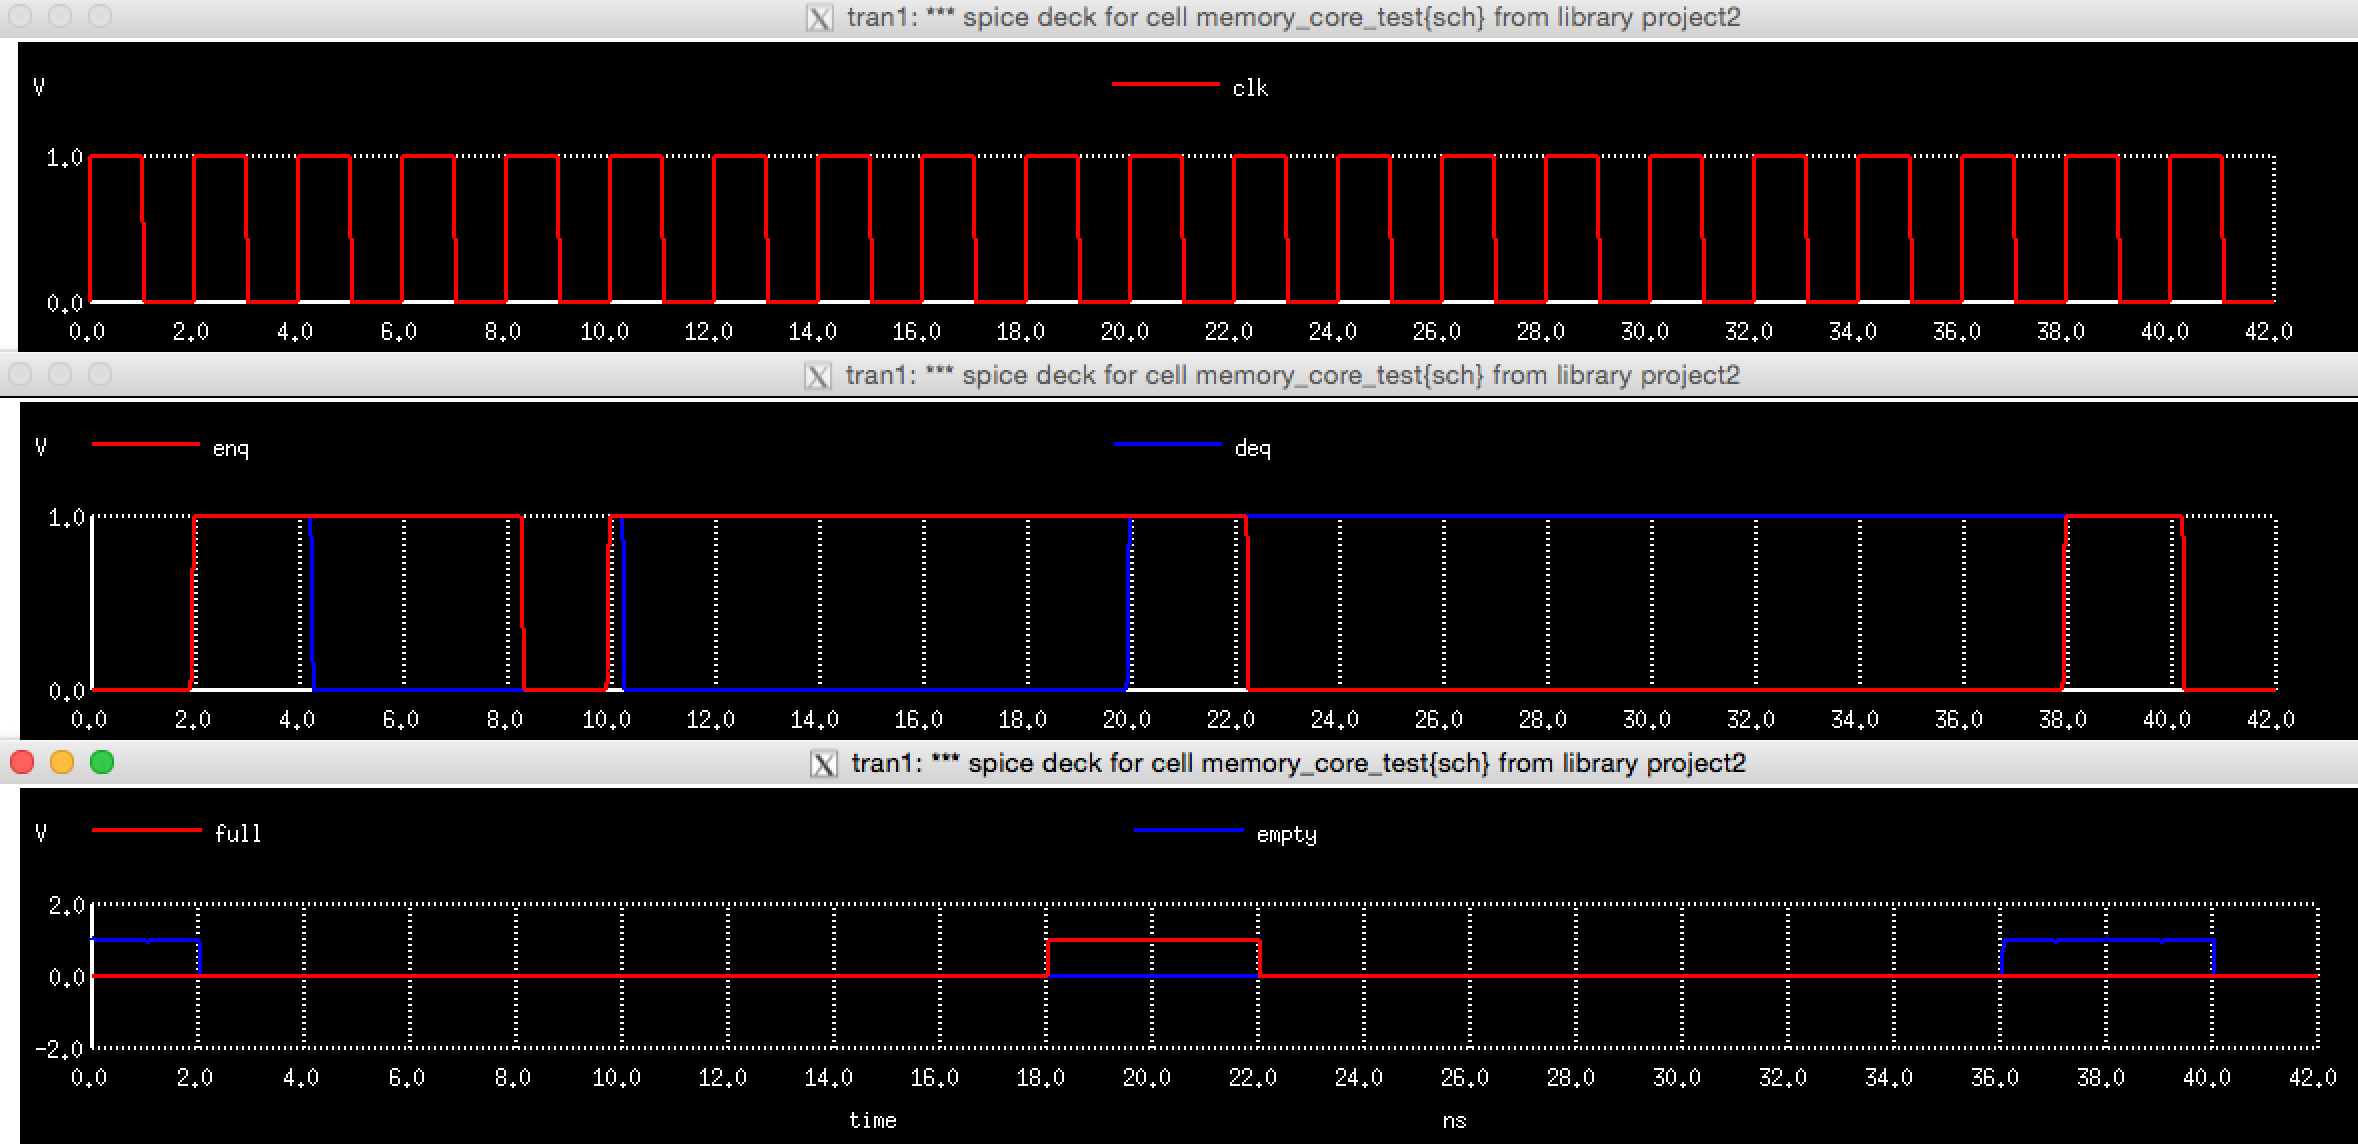 tran1: *** spice deck for cell memory_core_test{sch} from library project2
V clk
1.0
0.0
0.0 2.0 4.0 6.0 8.0 10.0 12.0 14.0 16.0 18.0 20.0 22.0 24.0 26.0 28.0 30.0 32.0 34.0 36.0 38.0 40.0 42.0
tran1: *** spice deck for cell memory_core_test{sch} from library project2
V enq deq
1.0
0.0
0.0 2.0 4.0 6.0 8.0 10.0 12.0 14.0 16.0 18.0 20.0 22.0 24.0 26.0 28.0 30.0 32.0 34.0 36.0 38.0 40.0 42.0
tran1: *** spice deck for cell memory_core_test{sch} from library project2
V full empty
2.0
0.0
-2.0
0.0 2.0 4.0 6.0 8.0 10.0 12.0 14.0 16.0 18.0 20.0 22.0 24.0 26.0 28.0 30.0 32.0 34.0 36.0 38.0 40.0 42.0
time ns